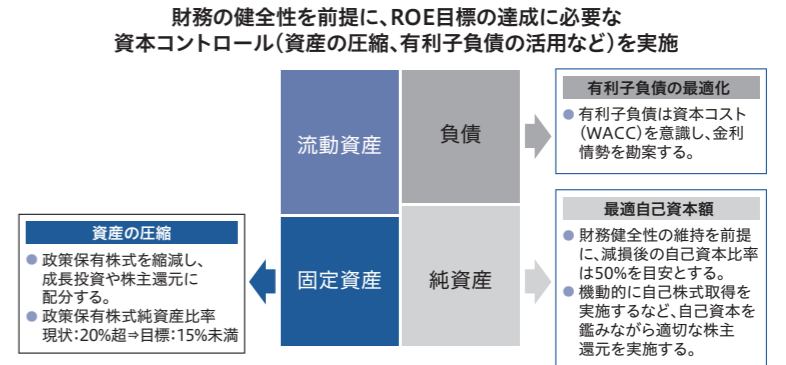 財務の健全性を前提に、ROE目標の達成に必要な
資本コントロール（資産の圧縮、有利子負債の活用など）を実施
流動資産
負債
固定資産
純資産
有利子負債の最適化
● 有利子負債は資本コスト
（WACC）を意識し、金利
情勢を勘案する。
資産の圧縮
● 政策保有株式を縮減し、
成長投資や株主還元に
配分する。
● 政策保有株式純資産比率
現状：20%超⇒目標：15%未満
最適自己資本額
● 財務健全性の維持を前提
に、減損後の自己資本比率
は50%を目安とする。
● 機動的に自己株式取得を
実施するなど、自己資本を
鑑みながら適切な株主
還元を実施する。